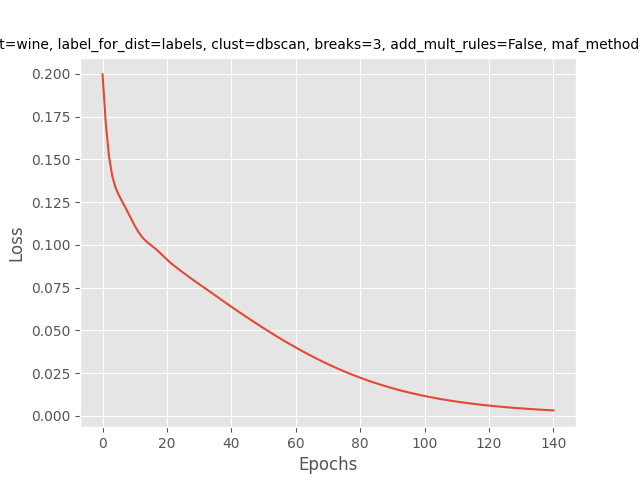 t=wine, label_for_dist=labels, clust=dbscan, breaks=3, add_mult_rules=False, maf_method
0.200
0.175
0.150
0.125
0.100
0.075
0.050
0.025
0.000
Loss
0 20 40 60 80 100 120 140
Epochs